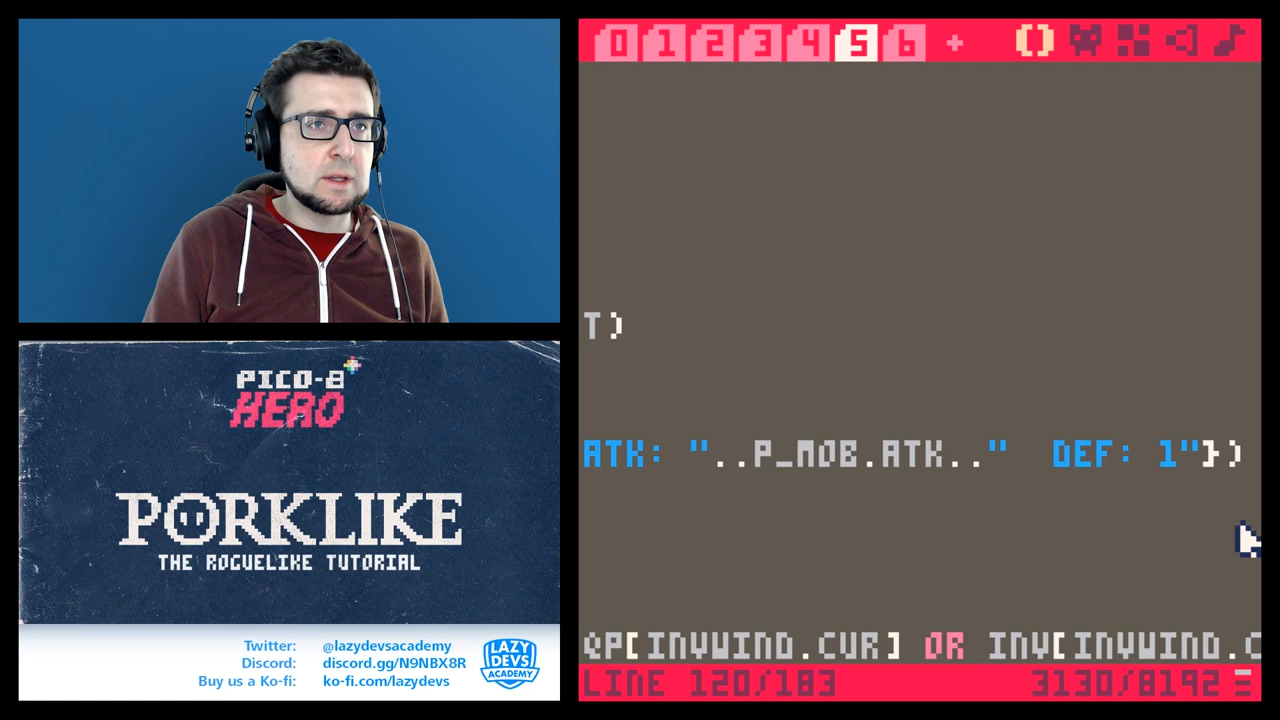 0 1 2 3 4 5 6 +
T)
ATK: "..P_MOB.ATK.."  DEF: 1"})
QP[INVWIND.CUR] OR INV[INVWIND.C
LINE 120/183 3130/8192
PICO-8
HERO
PORKLIKE
THE ROGUELIKE TUTORIAL
Twitter: @lazydevsacademy
Discord: discord.gg/N9NBX8R
Buy us a Ko-fi: ko-fi.com/lazydevs
LAZY
DEVS
ACADEMY